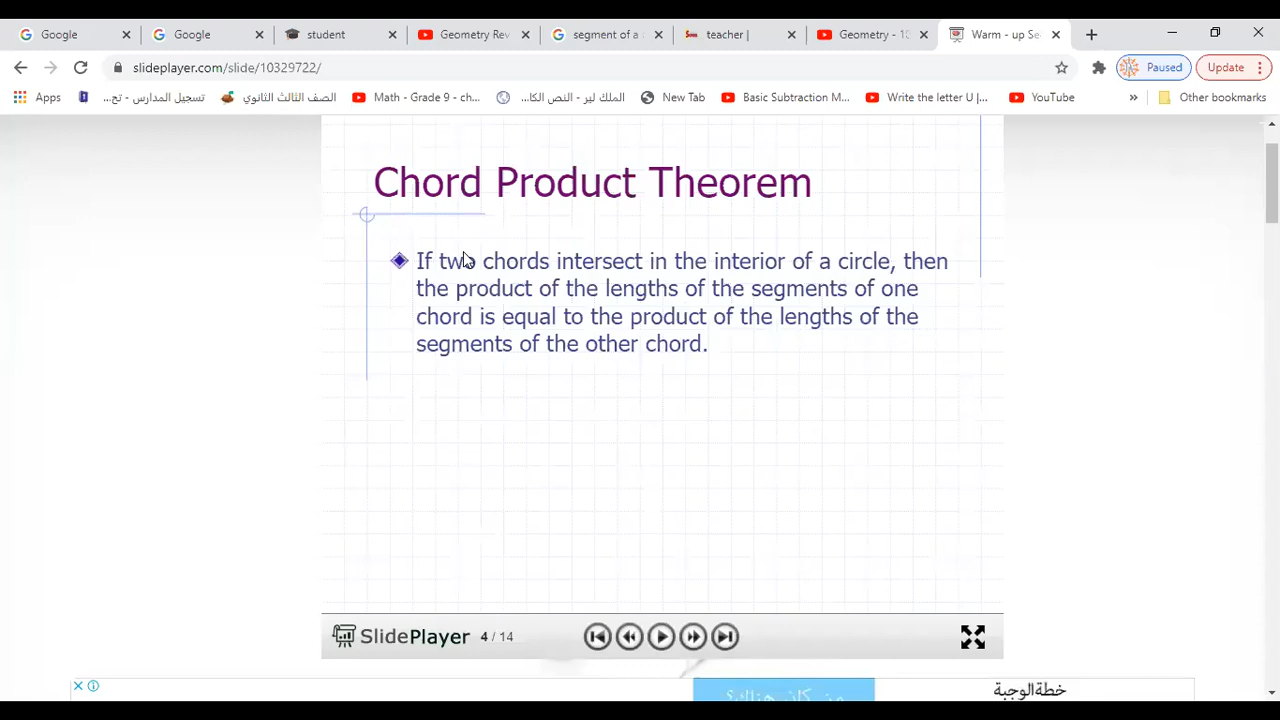 Google
Google
student
Geometry Rev
segment of a c
teacher |
Geometry - 10
Warm - up Se
slideplayer.com/slide/10329722/
Paused
Update
Apps
تسجيل المدارس - تج...
الصف الثالث الثانوي
Math - Grade 9 - ch...
الملك لير - النص الكا...
New Tab
Basic Subtraction M...
Write the letter U |...
YouTube
»
Other bookmarks
Chord Product Theorem
If two chords intersect in the interior of a circle, then
the product of the lengths of the segments of one
chord is equal to the product of the lengths of the
segments of the other chord.
SlidePlayer
4 / 14
خطة الوجبة